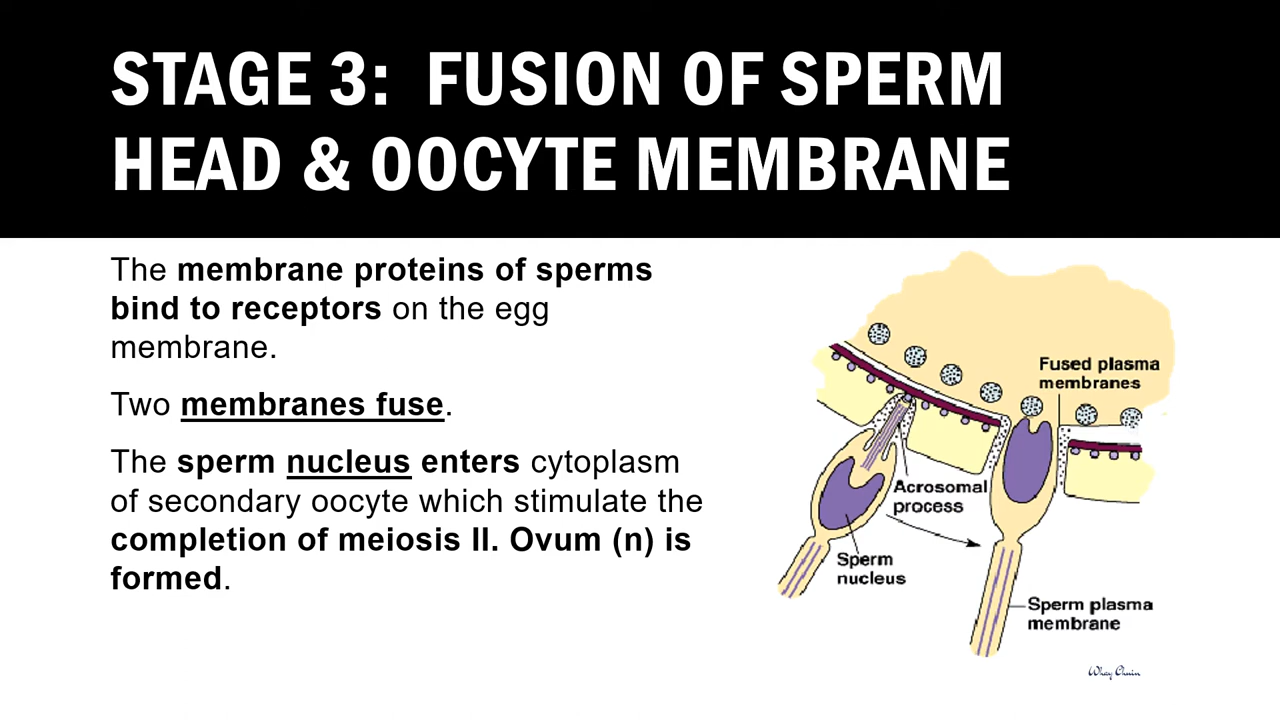 STAGE 3: FUSION OF SPERM
HEAD & OOCYTE MEMBRANE
The membrane proteins of sperms
bind to receptors on the egg
membrane.
Two membranes fuse.
The sperm nucleus enters cytoplasm
of secondary oocyte which stimulate the
completion of meiosis II. Ovum (n) is
formed.
Fused plasma
membranes
Acrosomal
process
Sperm
nucleus
Sperm plasma
membrane
Whay Chuin